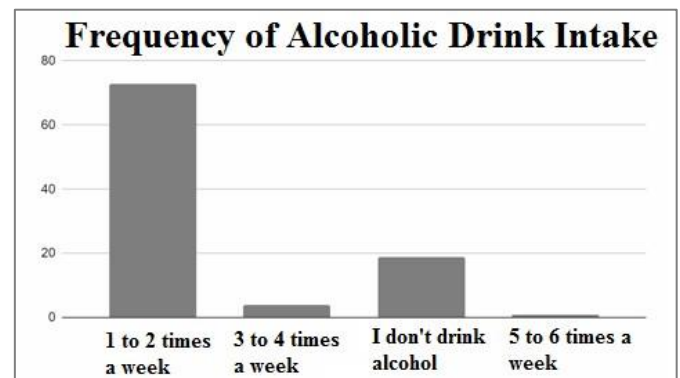 Frequency of Alcoholic Drink Intake
80
60
40
20
0
1 to 2 times
a week
3 to 4 times
a week
I don't drink
alcohol
5 to 6 times a
week